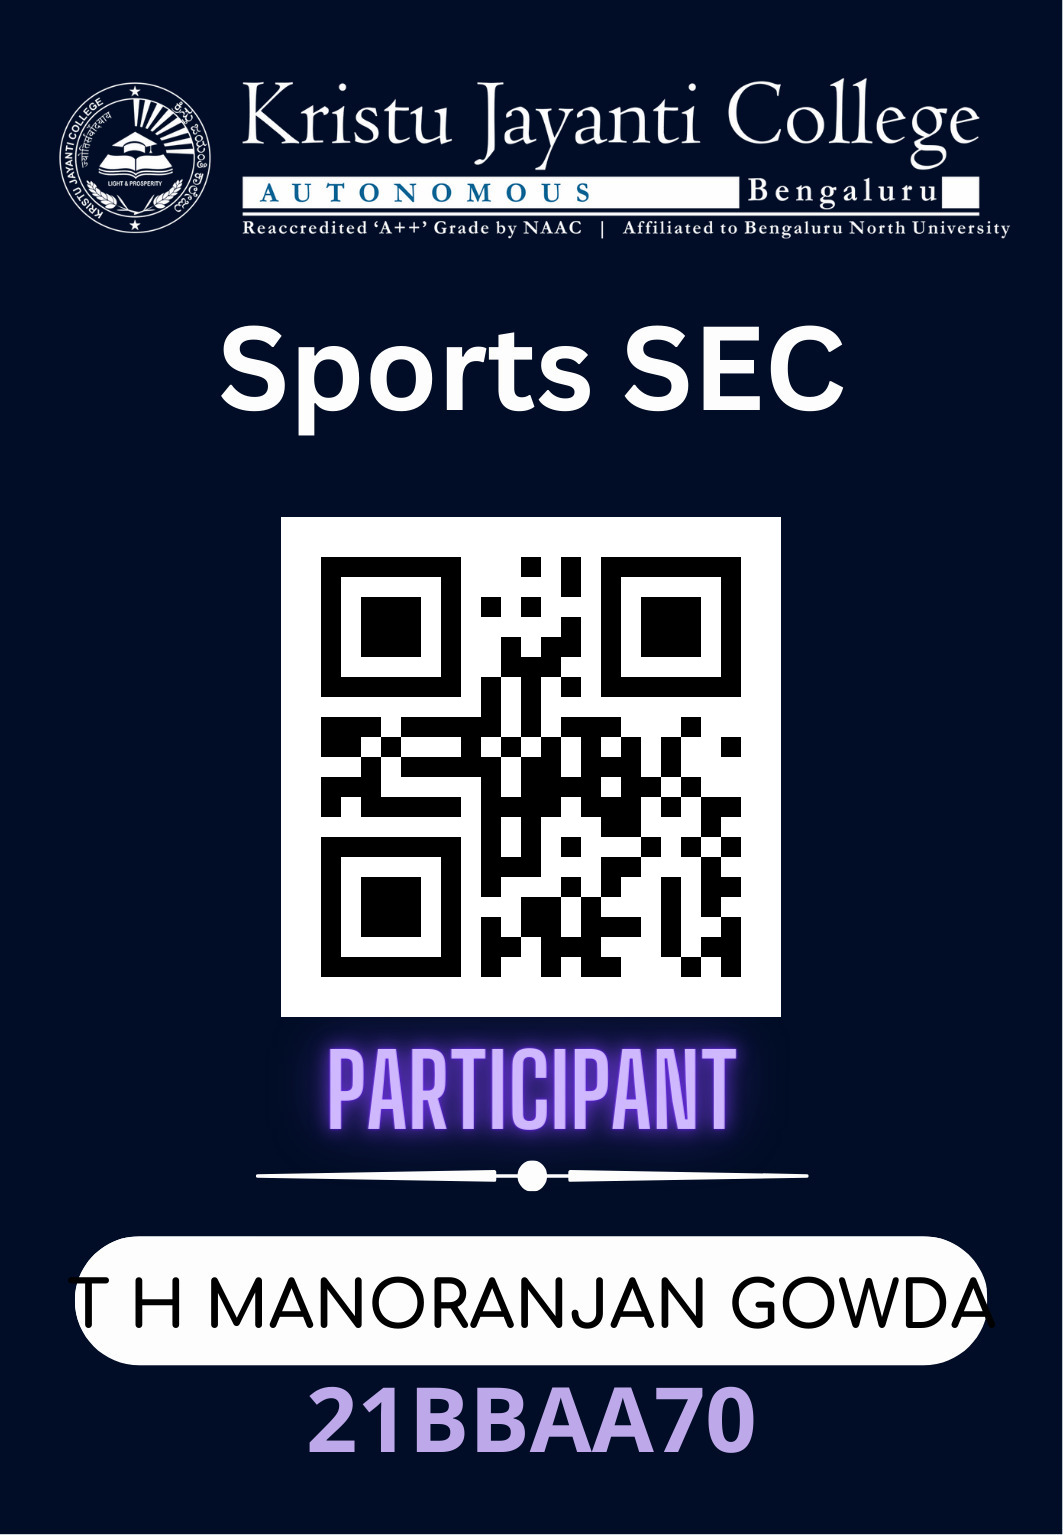 KRISTU JAYANTI COLLEGE
LIGHT & PROSPERITY
Kristu Jayanti College
AUTONOMOUS Bengaluru
Reaccredited ‘A++’ Grade by NAAC | Affiliated to Bengaluru North University
Sports SEC
PARTICIPANT
T H MANORANJAN GOWDA
21BBAA70